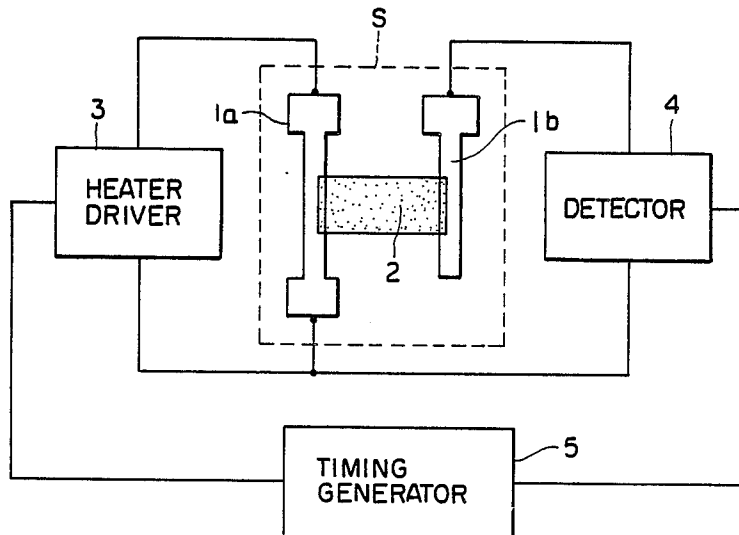 S
1a
1b
3
HEATER
DRIVER
4
DETECTOR
2
5
TIMING
GENERATOR